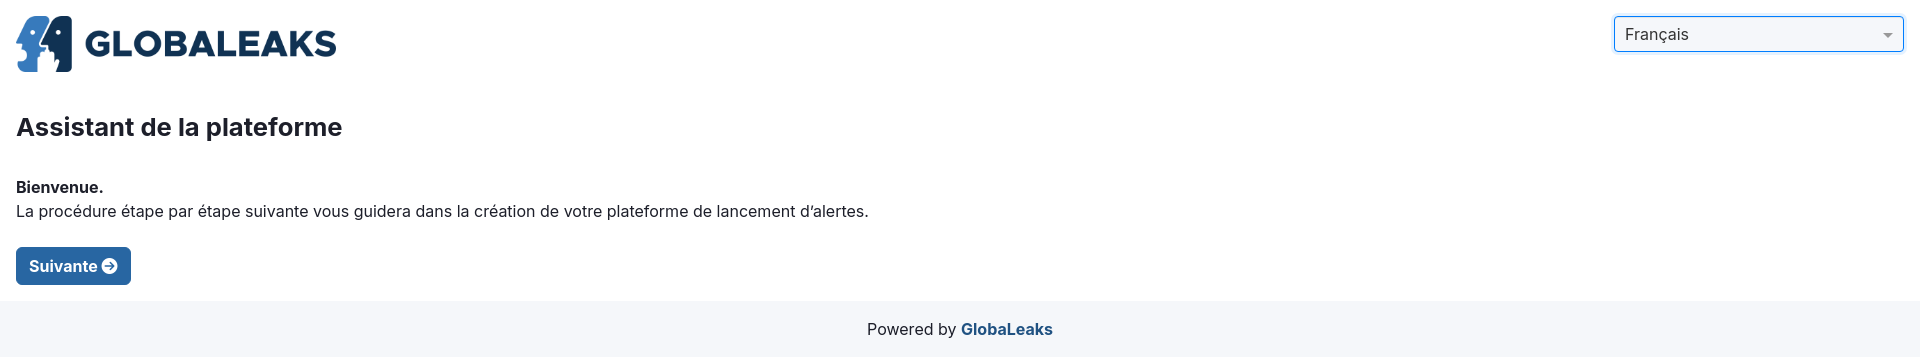 GLOBALEAKS
Français
Assistant de la plateforme
Bienvenue.
La procédure étape par étape suivante vous guidera dans la création de votre plateforme de lancement d’alertes.
Suivante
Powered by GlobaLeaks